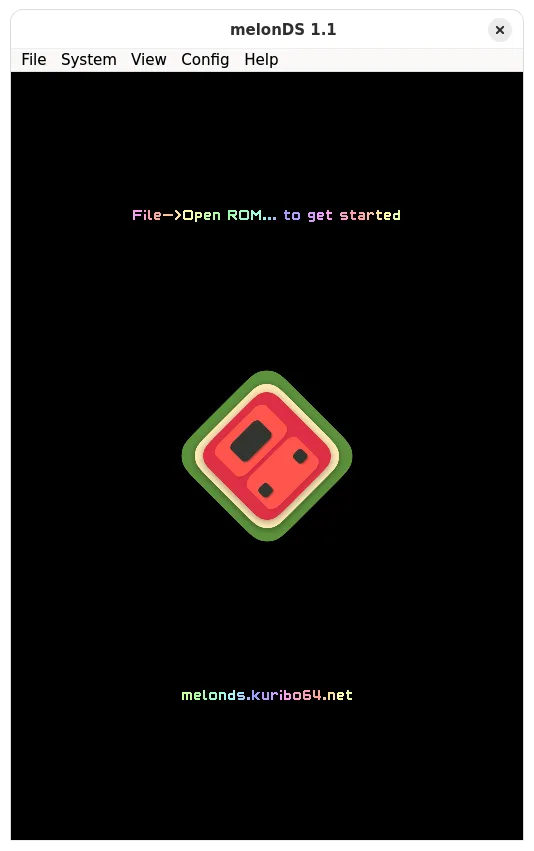 melonDS 1.1
File System View Config Help
File->Open ROM... to get started
melonds.kuribo64.net